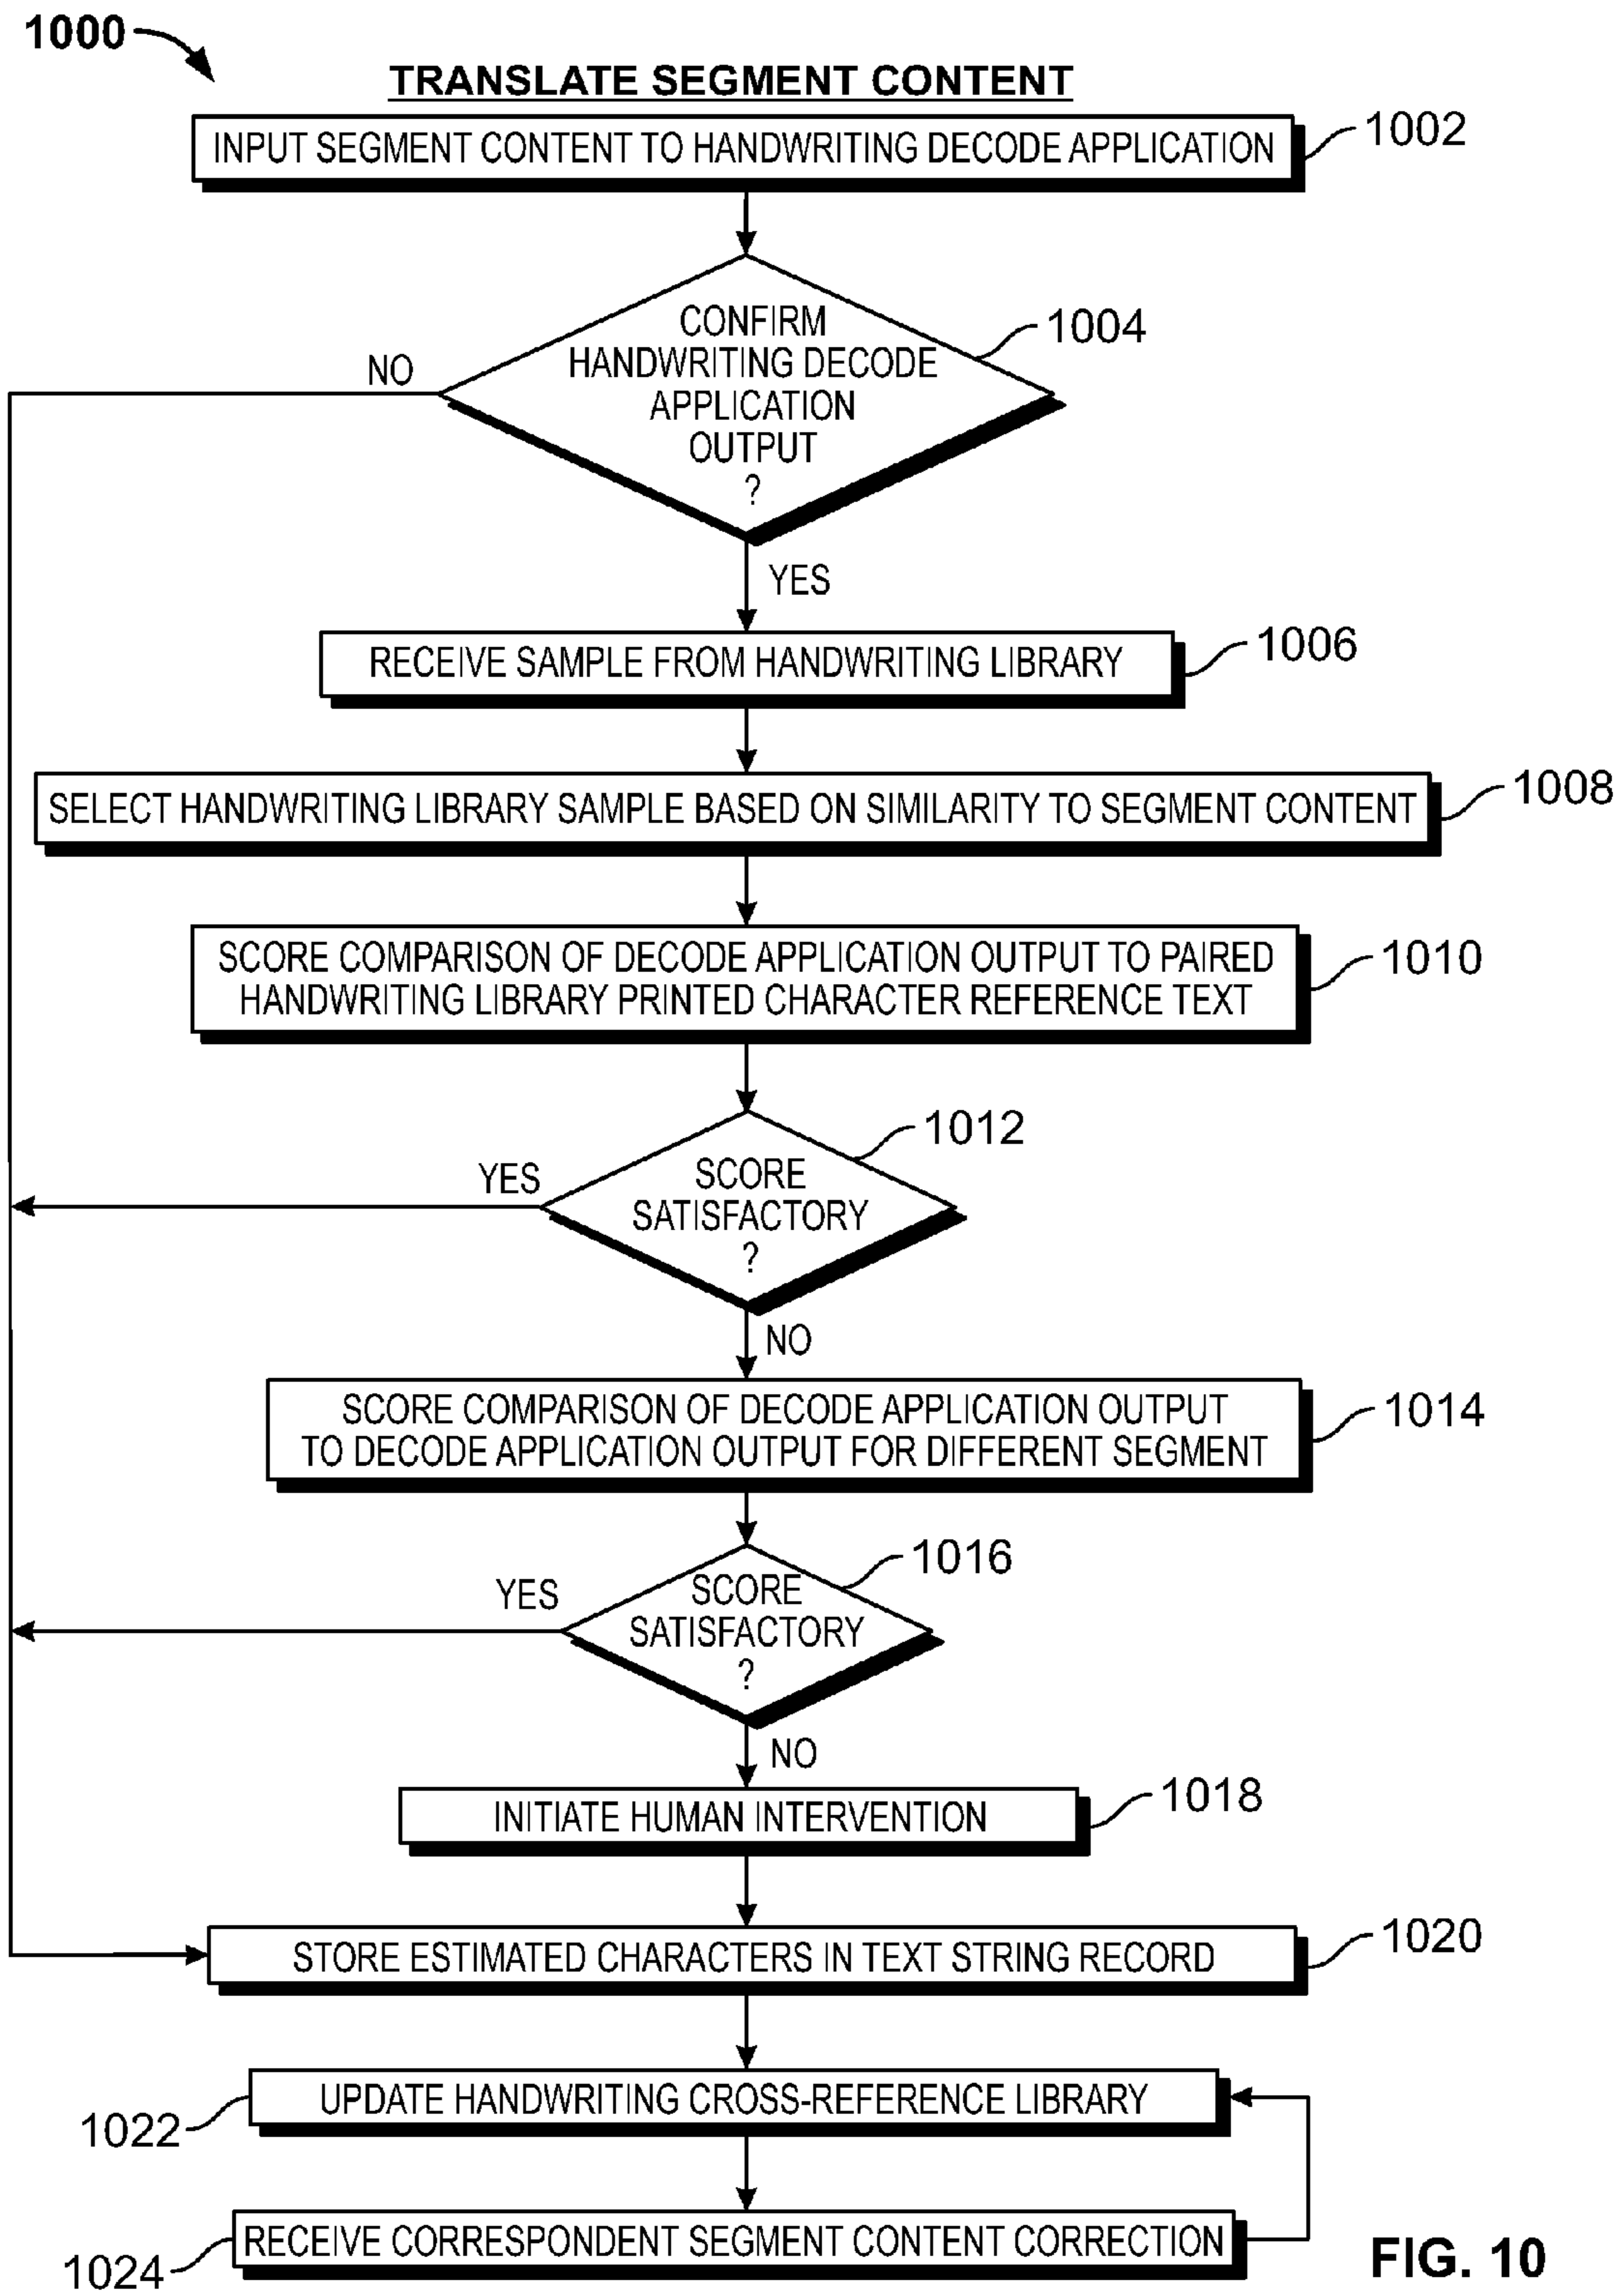 1000
TRANSLATE SEGMENT CONTENT
INPUT SEGMENT CONTENT TO HANDWRITING DECODE APPLICATION
1002
CONFIRM
HANDWRITING DECODE
APPLICATION
OUTPUT
?
1004
NO
YES
RECEIVE SAMPLE FROM HANDWRITING LIBRARY
1006
SELECT HANDWRITING LIBRARY SAMPLE BASED ON SIMILARITY TO SEGMENT CONTENT
1008
SCORE COMPARISON OF DECODE APPLICATION OUTPUT TO PAIRED
HANDWRITING LIBRARY PRINTED CHARACTER REFERENCE TEXT
1010
SCORE
SATISFACTORY
?
1012
YES
NO
SCORE COMPARISON OF DECODE APPLICATION OUTPUT
TO DECODE APPLICATION OUTPUT FOR DIFFERENT SEGMENT
1014
SCORE
SATISFACTORY
?
1016
YES
NO
INITIATE HUMAN INTERVENTION
1018
STORE ESTIMATED CHARACTERS IN TEXT STRING RECORD
1020
UPDATE HANDWRITING CROSS-REFERENCE LIBRARY
1022
RECEIVE CORRESPONDENT SEGMENT CONTENT CORRECTION
1024
FIG. 10